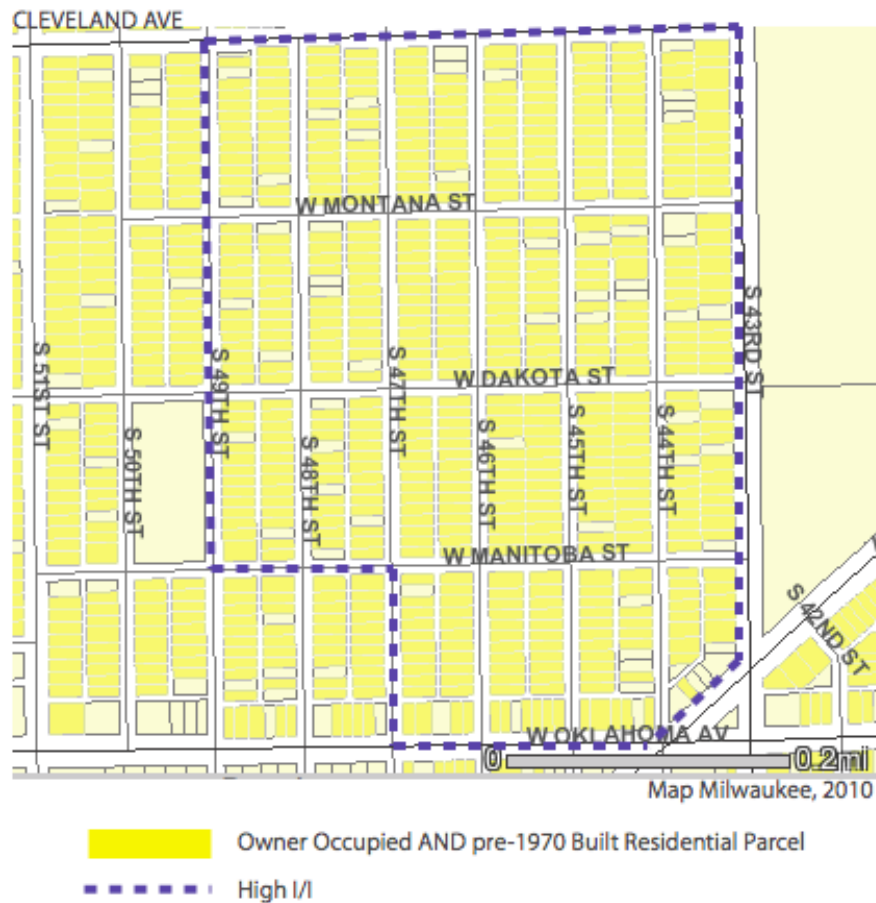 CLEVELAND AVE
W MONTANA ST
S 43RD ST
S 51ST ST
S 49TH ST
S 47TH ST
W DAKOTA ST
S 50TH ST
S 48TH ST
S 46TH ST
S 45TH ST
S 44TH ST
W MANITOBA ST
S 42ND ST
W OKLAHOMA AV
0 0.2mi
Map Milwaukee, 2010
Owner Occupied AND pre-1970 Built Residential Parcel
High I/I